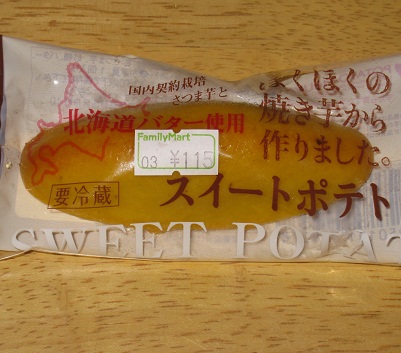 国内契約栽培
さつま芋と
北海道バター使用
ほくほくの
焼き芋から
作りました。
FamilyMart
03 ¥115
要冷蔵
スイートポテト
SWEET POTAT